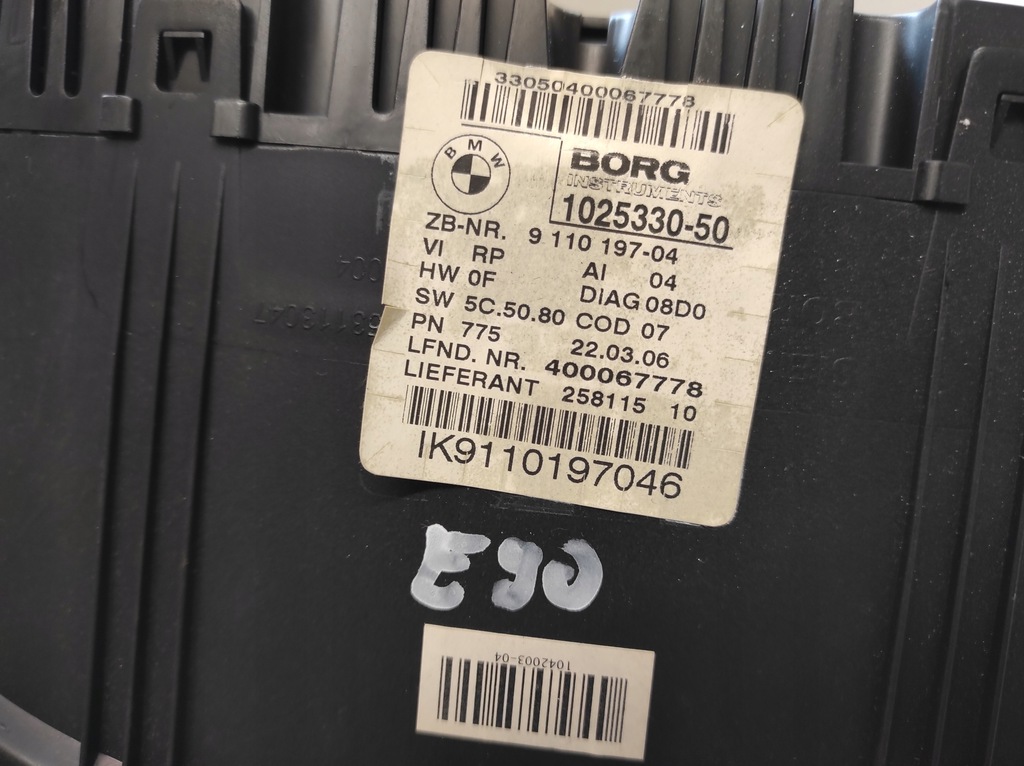 33050400067778
BMW
BORG
INSTRUMENTS
1025330-50
ZB-NR. 9 110 197-04
VI RP AI 04
HW 0F DIAG 08D0
SW 5C.50.80 COD 07
PN 775 22.03.06
LFND. NR. 400067778
LIEFERANT 258115 10
IK9110197046
E90
1042003-04